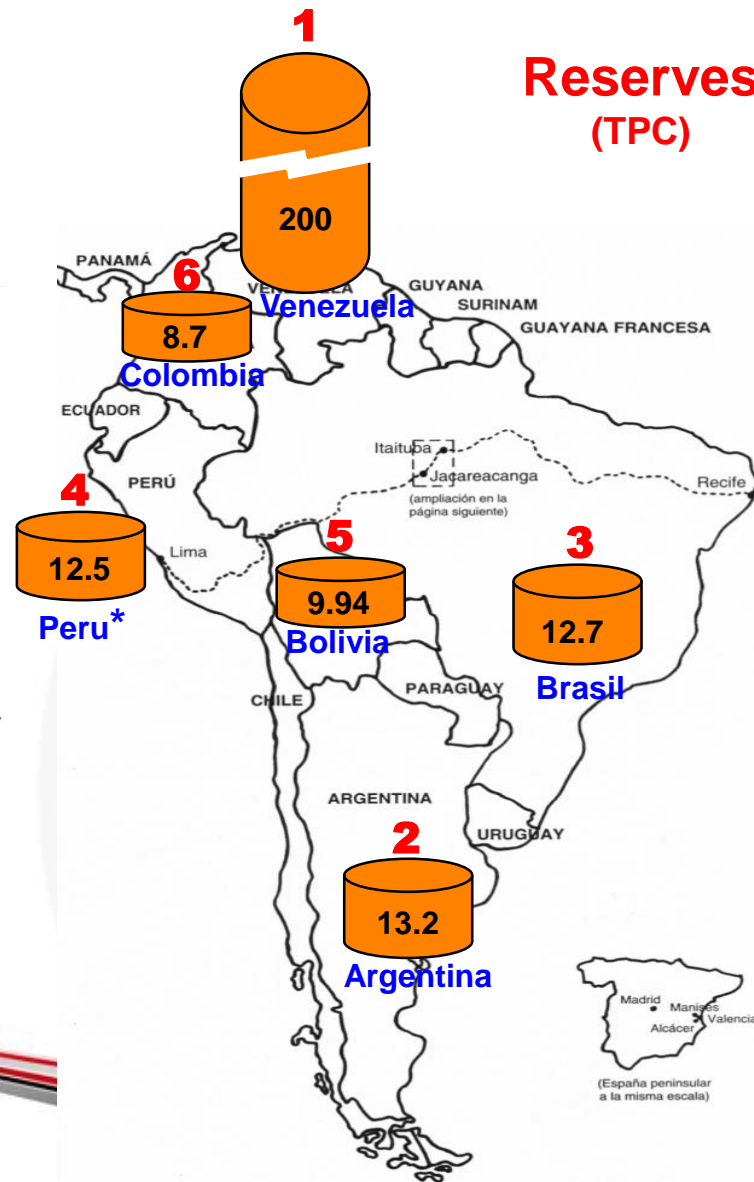 1
Reserves
(TPC)
200
PANAMÁ
6
GUYANA
Venezuela
SURINAM
GUAYANA FRANCESA
8.7
Colombia
ECUADOR
Itaituba
Jacareacanga
(ampliación en la
página siguiente)
Recife
PERÚ
4
Lima
5
3
12.5
9.94
12.7
Peru*
Bolivia
Brasil
PARAGUAY
CHILE
ARGENTINA
URUGUAY
2
13.2
Argentina
Madrid
Manises
Valencia
Alcácer
(España peninsular
a la misma escala)